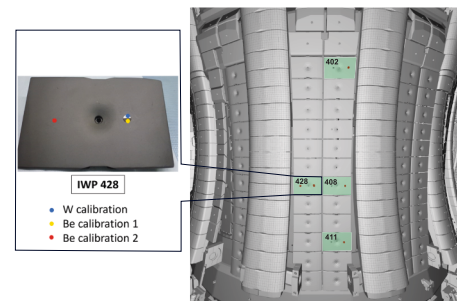 IWP 428
W calibration
Be calibration 1
Be calibration 2
402
428 408
411